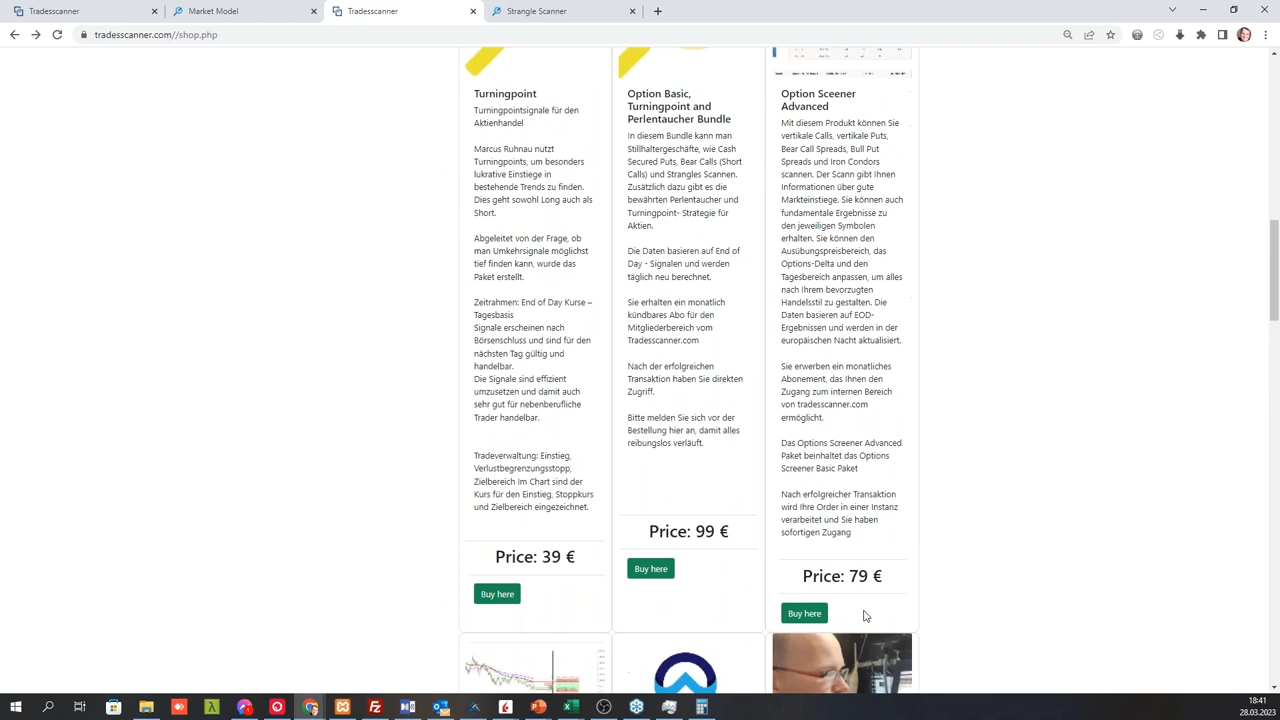 Tradesscanner
Market Model
Tradesscanner
Strangle Scanner
tradesscanner.com//shop.php
Turningpoint
Turningpointsignale für den
Aktienhandel
Marcus Ruhnau nutzt
Turningpoints, um besonders
lukrative Einstiege in
bestehende Trends zu finden.
Dies geht sowohl Long auch als
Short.
Abgeleitet von der Frage, ob
man Umkehrsignale möglichst
tief finden kann, wurde das
Paket erstellt.
Zeitrahmen: End of Day Kurse –
Tagesbasis
Signale erscheinen nach
Börsenschluss und sind für den
nächsten Tag gültig und
handelbar.
Die Signale sind effizient
umzusetzen und damit auch
sehr gut für nebenberufliche
Trader handelbar.
Tradeverwaltung: Einstieg,
Verlustbegrenzungsstopp,
Zielbereich Im Chart sind der
Kurs für den Einstieg, Stoppkurs
und Zielbereich eingezeichnet.
Price: 39 €
Buy here
Option Basic,
Turningpoint and
Perlentaucher Bundle
In diesem Bundle kann man
Stillhaltergeschäfte, wie Cash
Secured Puts, Bear Calls (Short
Calls) und Strangles Scannen.
Zusätzlich dazu gibt es die
bewährten Perlentaucher und
Turningpoint- Strategie für
Aktien.
Die Daten basieren auf End of
Day - Signalen und werden
täglich neu berechnet.
Sie erhalten ein monatlich
kündbares Abo für den
Mitgliederbereich vom
Tradesscanner.com
Nach der erfolgreichen
Transaktion haben Sie direkten
Zugriff.
Bitte melden Sie sich vor der
Bestellung hier an, damit alles
reibungslos verläuft.
Price: 99 €
Buy here
Option Sceener
Advanced
Mit diesem Produkt können Sie
vertikale Calls, vertikale Puts,
Bear Call Spreads, Bull Put
Spreads und Iron Condors
scannen. Der Scann gibt Ihnen
Informationen über gute
Markteinstiege. Sie können auch
fundamentale Ergebnisse zu
den jeweiligen Symbolen
erhalten. Sie können den
Ausübungspreisbereich, das
Options-Delta und den
Tagesbereich anpassen, um alles
nach Ihrem bevorzugten
Handelsstil zu gestalten. Die
Daten basieren auf EOD-
Ergebnissen und werden in der
europäischen Nacht aktualisiert.
Sie erwerben ein monatliches
Abonement, das Ihnen den
Zugang zum internen Bereich
von tradesscanner.com
ermöglicht.
Das Options Screener Advanced
Paket beinhaltet das Options
Screener Basic Paket
Nach erfolgreicher Transaktion
wird Ihre Order in einer Instanz
verarbeitet und Sie haben
sofortigen Zugang
Price: 79 €
Buy here
18:41
28.03.2023